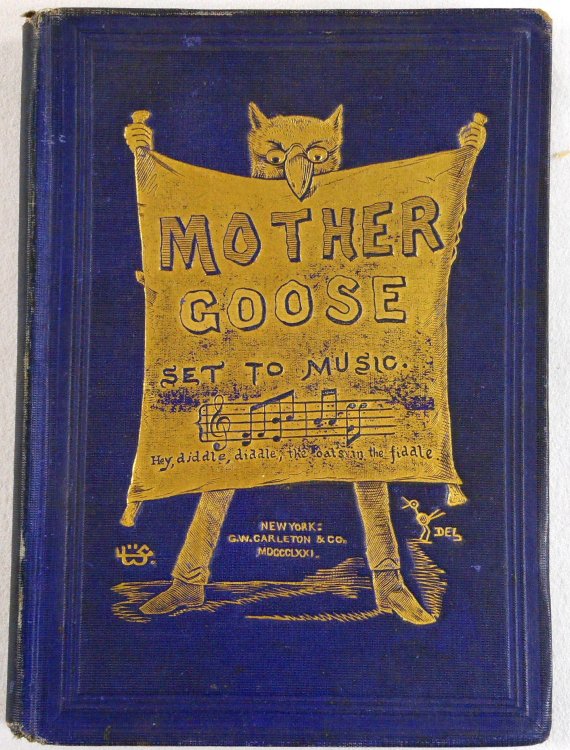 MOTHER
GOOSE
SET TO MUSIC.
Hey, diddle, diddle, the cats in the fiddle
NEW YORK:
G.W. CARLETON & CO.
MDCCCLXXI.
DEL